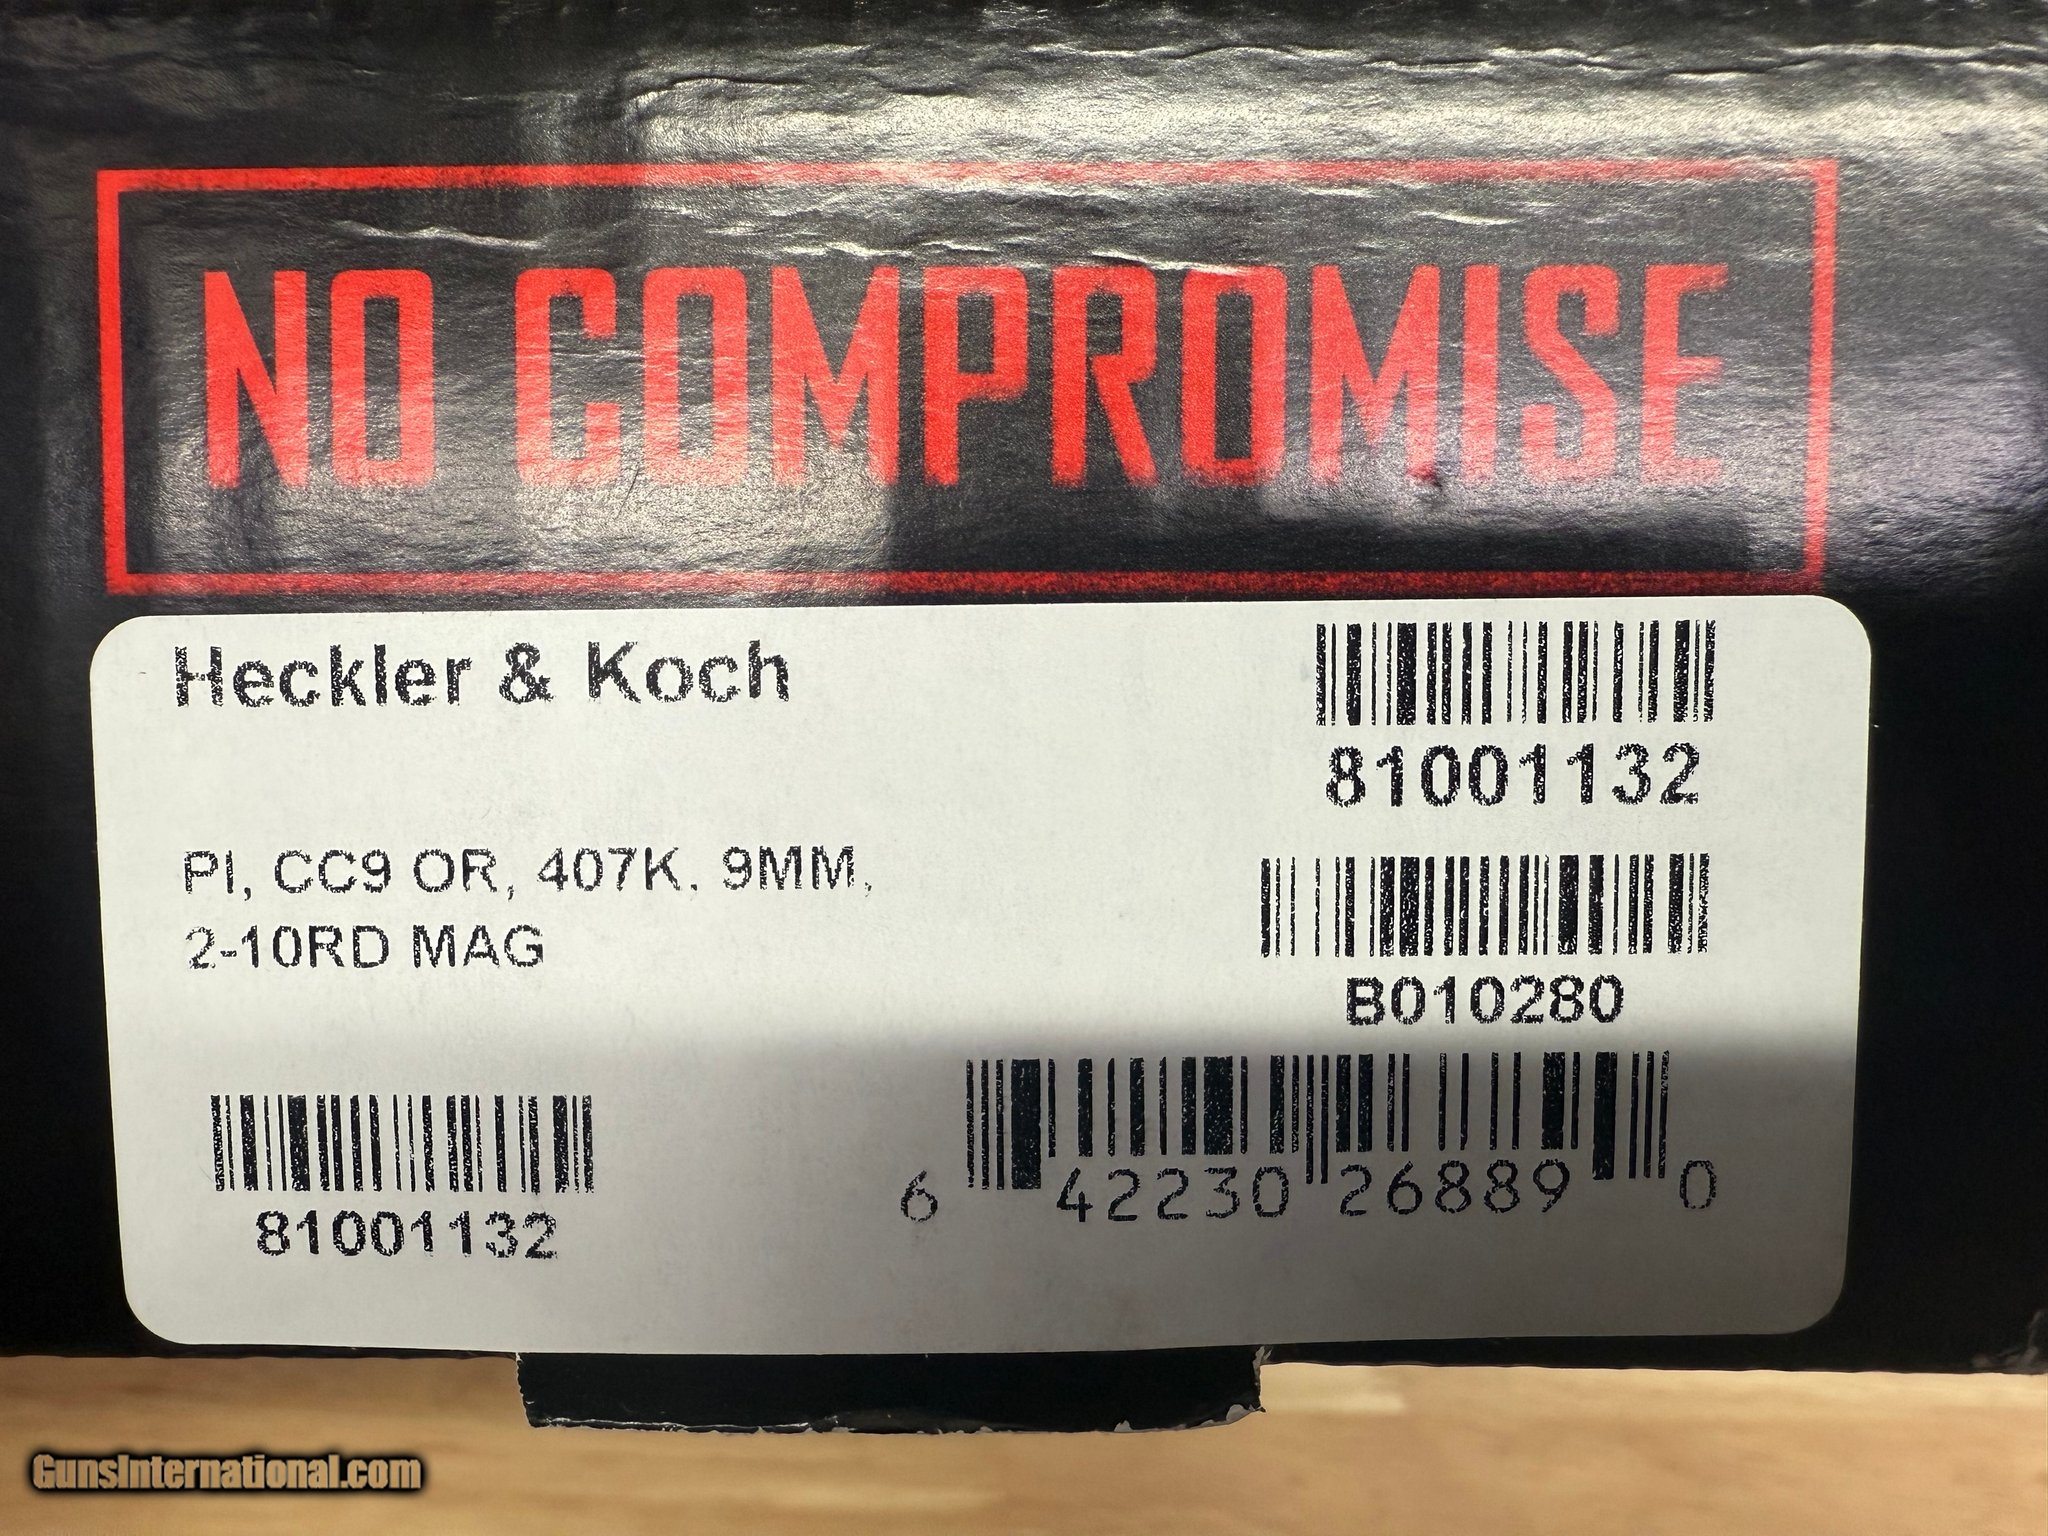 NO COMPROMISE
Heckler & Koch
81001132
PI, CC9 OR, 407K. 9MM,
2-10RD MAG
B010280
81001132
6 42230 26889 0
GunsInternational.com